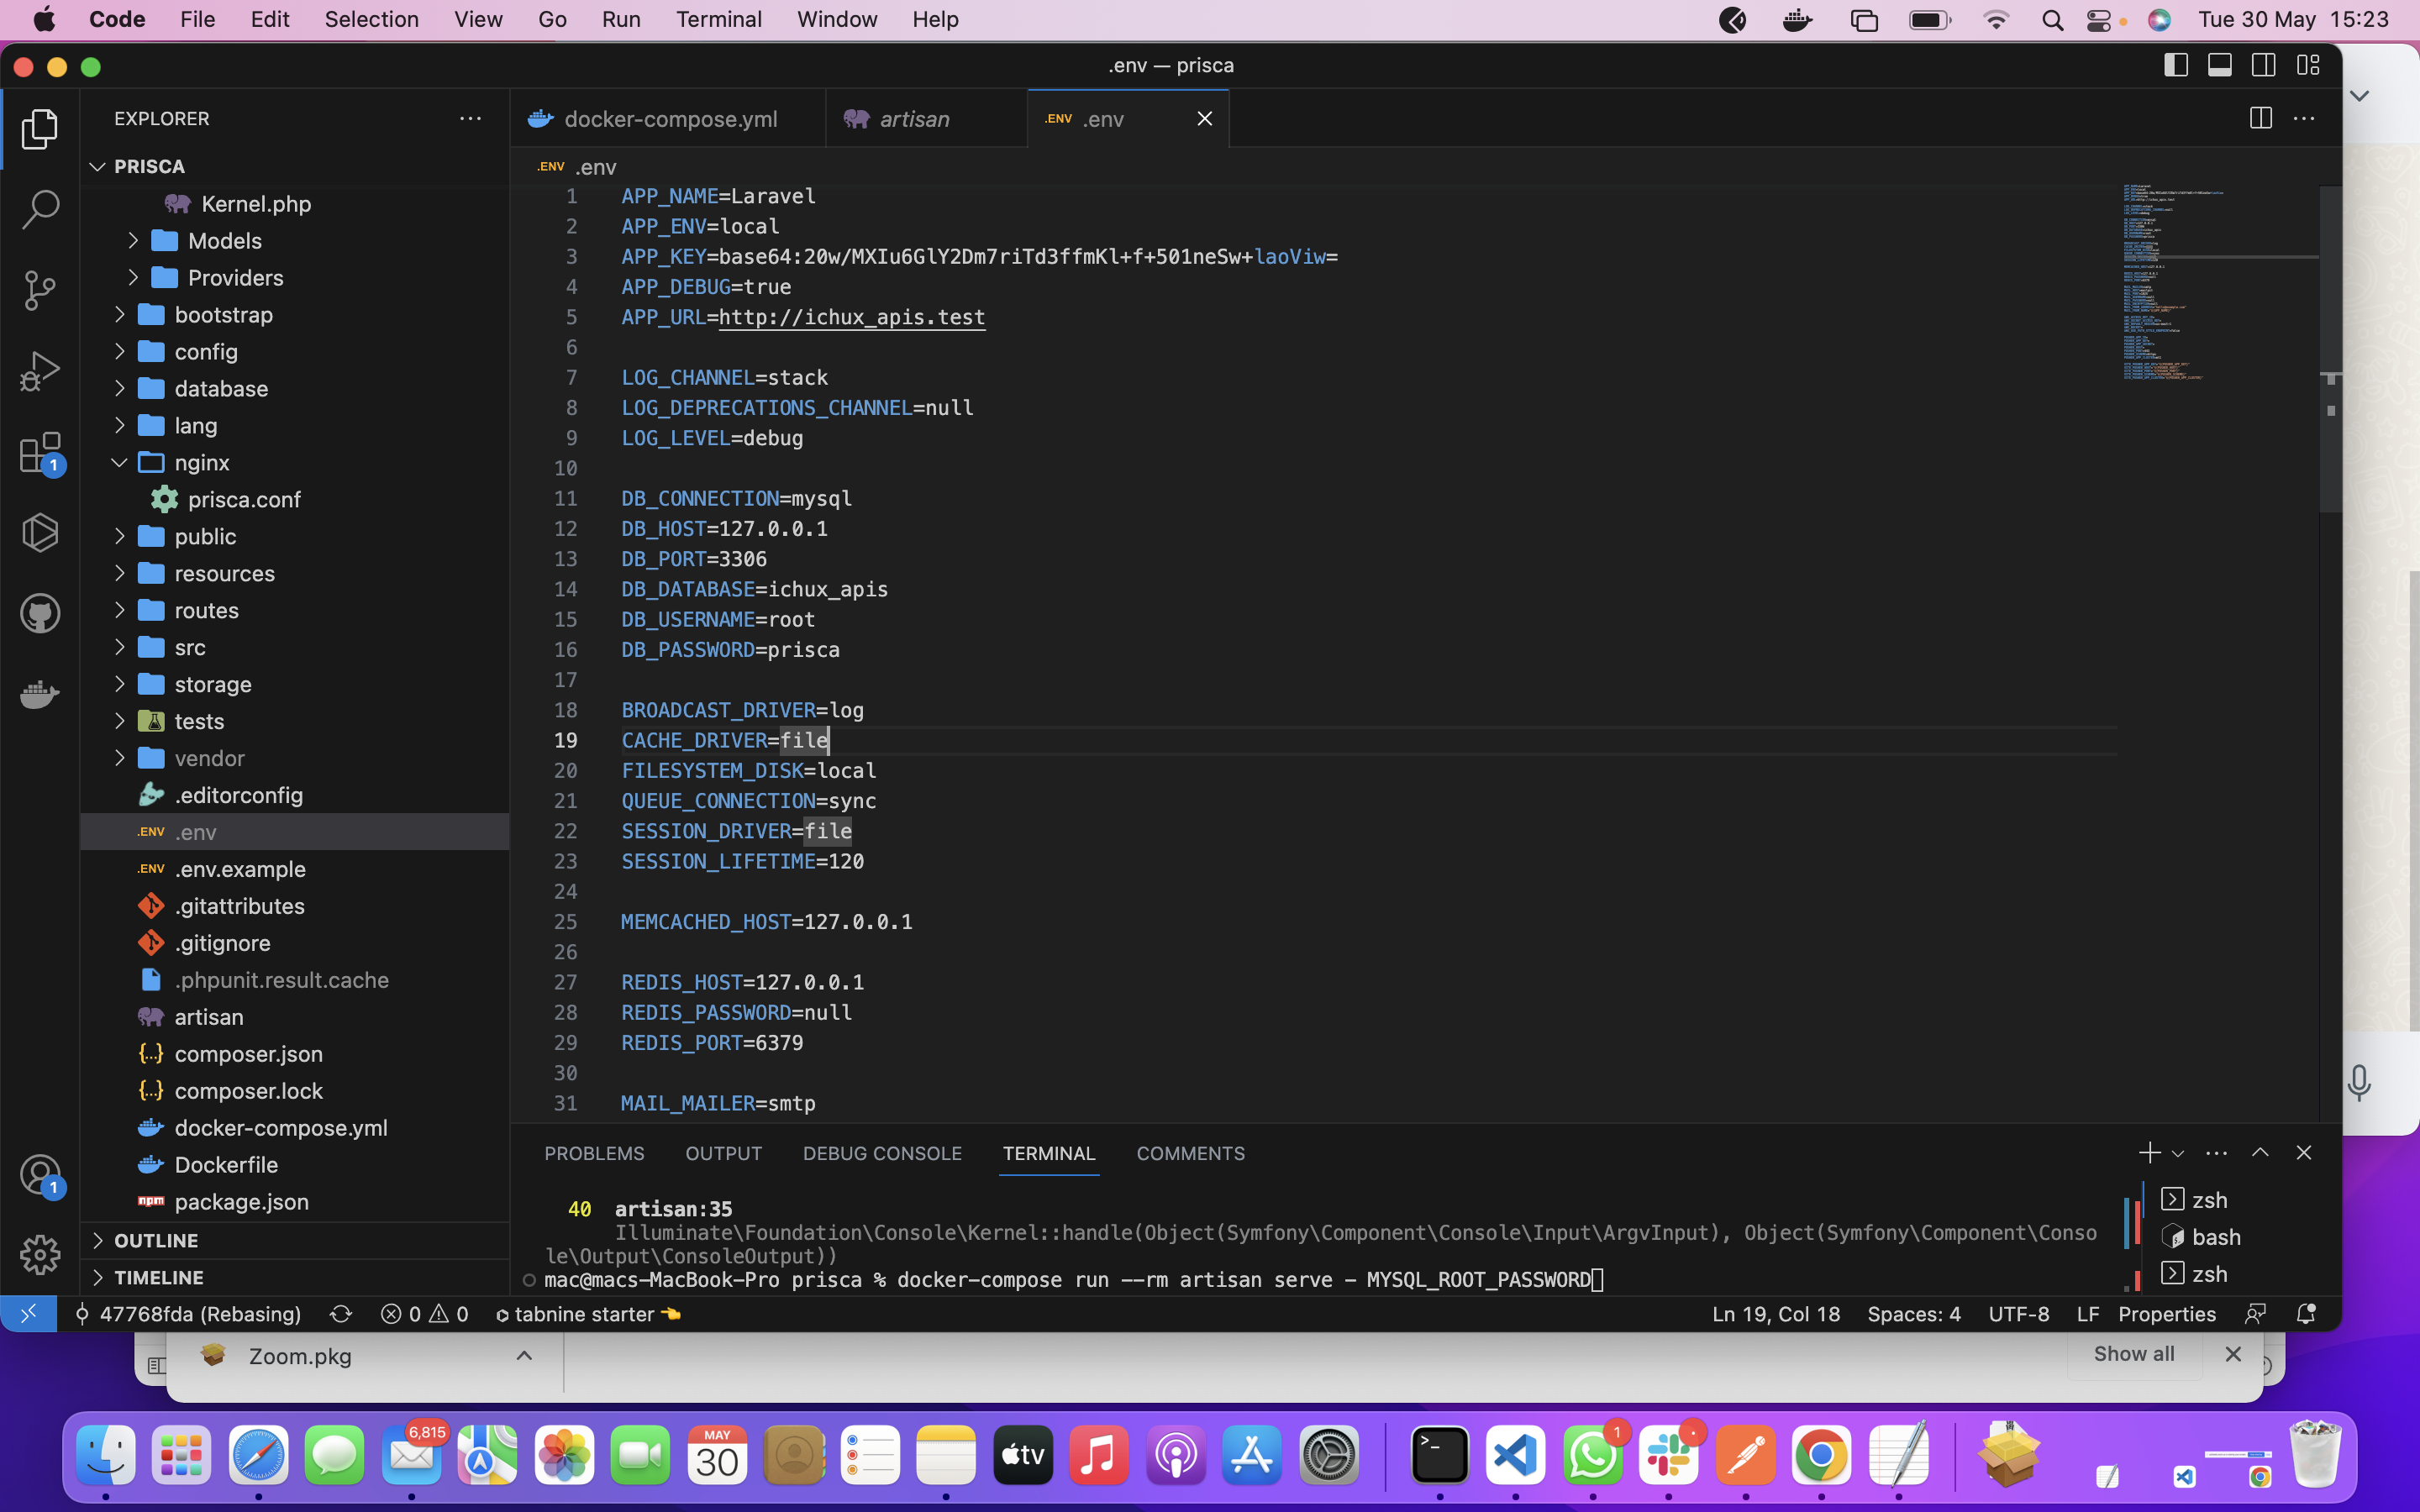 Code File Edit Selection View Go Run Terminal Window Help
Tue 30 May 15:23
.env — prisca
EXPLORER
PRISCA
Kernel.php
Models
Providers
bootstrap
config
database
lang
nginx
prisca.conf
public
resources
routes
src
storage
tests
vendor
.editorconfig
.ENV .env
.ENV .env.example
.gitattributes
.gitignore
.phpunit.result.cache
artisan
{..} composer.json
{..} composer.lock
docker-compose.yml
Dockerfile
npm package.json
OUTLINE
TIMELINE
1
1
docker-compose.yml
artisan
.ENV .env
.ENV .env
1 APP_NAME=Laravel
2 APP_ENV=local
3 APP_KEY=base64:20w/MXIu6GlY2Dm7riTd3ffmKl+f+501neSw+laoViw=
4 APP_DEBUG=true
5 APP_URL=http://ichux_apis.test
6
7 LOG_CHANNEL=stack
8 LOG_DEPRECATIONS_CHANNEL=null
9 LOG_LEVEL=debug
10
11 DB_CONNECTION=mysql
12 DB_HOST=127.0.0.1
13 DB_PORT=3306
14 DB_DATABASE=ichux_apis
15 DB_USERNAME=root
16 DB_PASSWORD=prisca
17
18 BROADCAST_DRIVER=log
19 CACHE_DRIVER=file
20 FILESYSTEM_DISK=local
21 QUEUE_CONNECTION=sync
22 SESSION_DRIVER=file
23 SESSION_LIFETIME=120
24
25 MEMCACHED_HOST=127.0.0.1
26
27 REDIS_HOST=127.0.0.1
28 REDIS_PASSWORD=null
29 REDIS_PORT=6379
30
31 MAIL_MAILER=smtp
PROBLEMS OUTPUT DEBUG CONSOLE TERMINAL COMMENTS
40 artisan:35
Illuminate\Foundation\Console\Kernel::handle(Object(Symfony\Component\Console\Input\ArgvInput), Object(Symfony\Component\Conso
le\Output\ConsoleOutput))
mac@macs-MacBook-Pro prisca % docker-compose run --rm artisan serve - MYSQL_ROOT_PASSWORD
zsh
bash
zsh
47768fda (Rebasing) 0 0 tabnine starter
Ln 19, Col 18 Spaces: 4 UTF-8 LF Properties
Zoom.pkg
Show all
6,815
MAY
30
tv
1